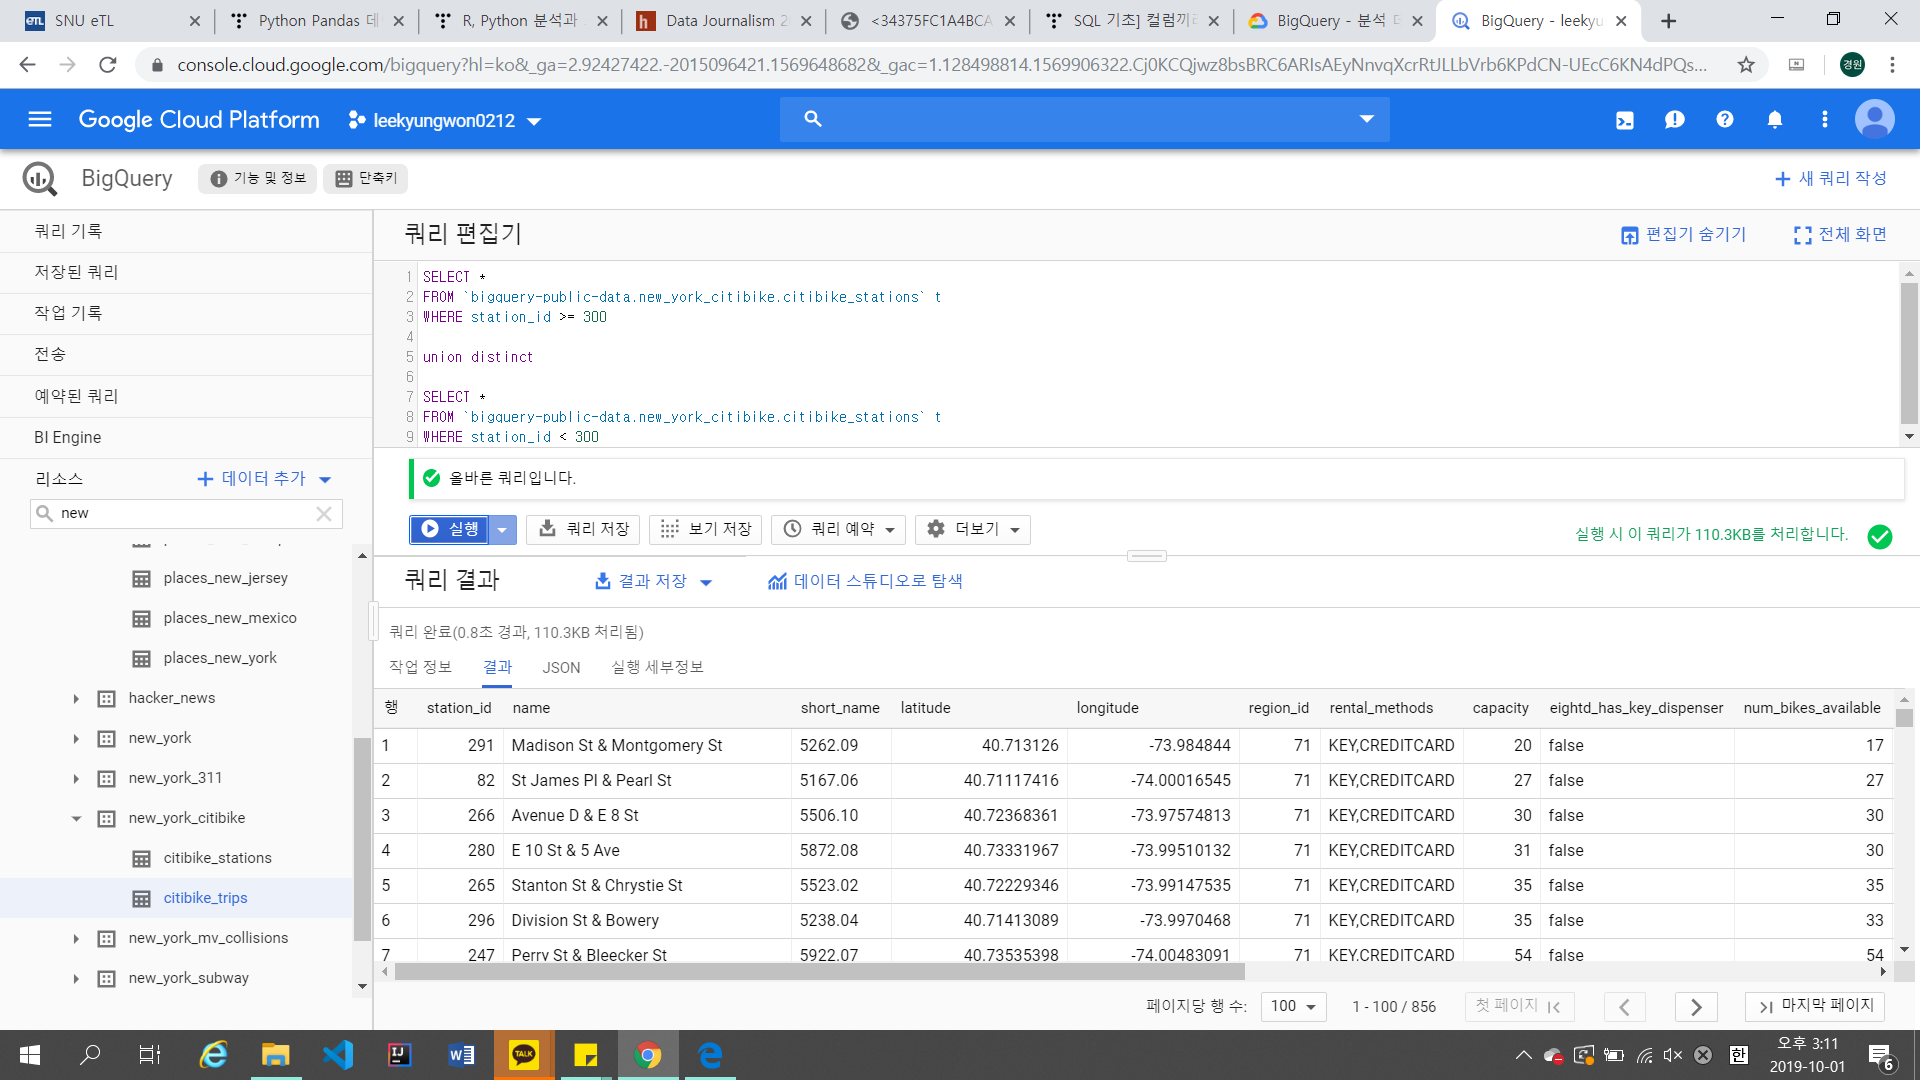 SNU eTL
Python Pandas 데
R, Python 분석과
Data Journalism 2
<34375FC1A4BCA
SQL 기초] 컬럼끼리
BigQuery - 분석 데
BigQuery - leekyu
console.cloud.google.com/bigquery?hl=ko&_ga=2.92427422.-2015096421.1569648682&_gac=1.128498814.1569906322.Cj0KCQjwz8bsBRC6ARIsAEyNnvqXcrRtJLLbVrb6KPdCN-UEcC6KN4dPQs...
경원
Google Cloud Platform
leekyungwon0212
BigQuery
기능 및 정보
단축키
새 쿼리 작성
쿼리 기록
저장된 쿼리
작업 기록
전송
예약된 쿼리
BI Engine
리소스
데이터 추가
new
places_new_jersey
places_new_mexico
places_new_york
hacker_news
new_york
new_york_311
new_york_citibike
citibike_stations
citibike_trips
new_york_mv_collisions
new_york_subway
쿼리 편집기
편집기 숨기기
전체 화면
1 SELECT *
2 FROM `bigquery-public-data.new_york_citibike.citibike_stations` t
3 WHERE station_id >= 300
4
5 union distinct
6
7 SELECT *
8 FROM `bigquery-public-data.new_york_citibike.citibike_stations` t
9 WHERE station_id < 300
올바른 쿼리입니다.
실행
쿼리 저장
보기 저장
쿼리 예약
더보기
실행 시 이 쿼리가 110.3KB를 처리합니다.
쿼리 결과
결과 저장
데이터 스튜디오로 탐색
쿼리 완료(0.8초 경과, 110.3KB 처리됨)
작업 정보 결과 JSON 실행 세부정보
행 station_id name short_name latitude longitude region_id rental_methods capacity eightd_has_key_dispenser num_bikes_available
1 291 Madison St & Montgomery St 5262.09 40.713126 -73.984844 71 KEY,CREDITCARD 20 false 17
2 82 St James Pl & Pearl St 5167.06 40.71117416 -74.00016545 71 KEY,CREDITCARD 27 false 27
3 266 Avenue D & E 8 St 5506.10 40.72368361 -73.97574813 71 KEY,CREDITCARD 30 false 30
4 280 E 10 St & 5 Ave 5872.08 40.73331967 -73.99510132 71 KEY,CREDITCARD 31 false 30
5 265 Stanton St & Chrystie St 5523.02 40.72229346 -73.99147535 71 KEY,CREDITCARD 35 false 35
6 296 Division St & Bowery 5238.04 40.71413089 -73.9970468 71 KEY,CREDITCARD 35 false 33
7 247 Perry St & Bleecker St 5922.07 40.73535398 -74.00483091 71 KEY,CREDITCARD 54 false 54
페이지당 행 수: 100 1 - 100 / 856 첫 페이지 마지막 페이지
TALK
한
오후 3:11
2019-10-01
6